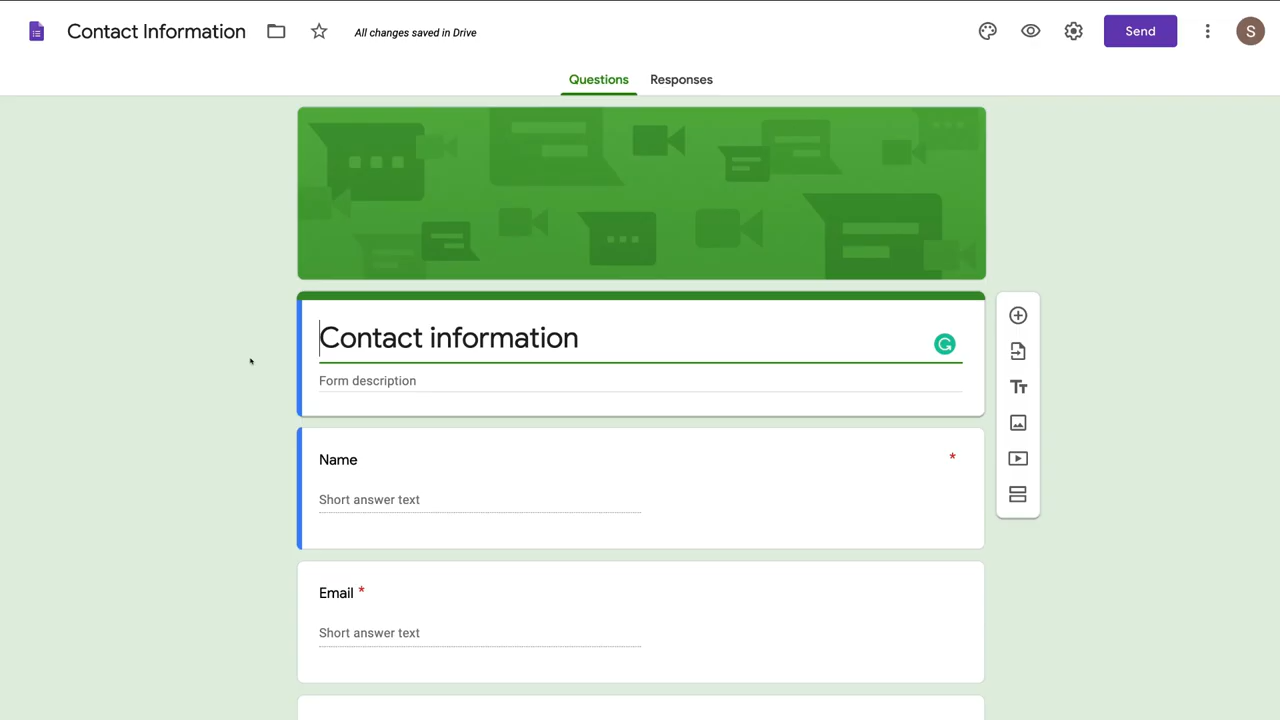 Contact Information
All changes saved in Drive
Send
S
Questions
Responses
Contact information
Form description
Name *
Short answer text
Email *
Short answer text